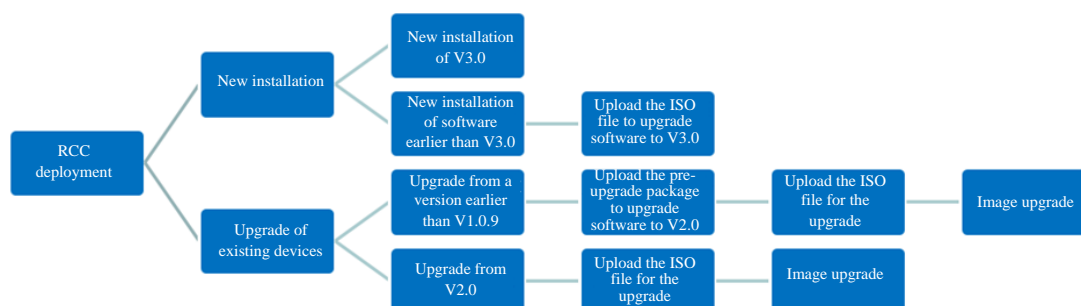 RCC
deployment
New installation
New installation
of V3.0
New installation
of software
earlier than V3.0
Upload the ISO
file to upgrade
software to V3.0
Upgrade of
existing devices
Upgrade from a
version earlier
than V1.0.9
Upload the pre-
upgrade package
to upgrade
software to V2.0
Upload the ISO
file for the
upgrade
Image upgrade
Upgrade from
V2.0
Upload the ISO
file for the
upgrade
Image upgrade